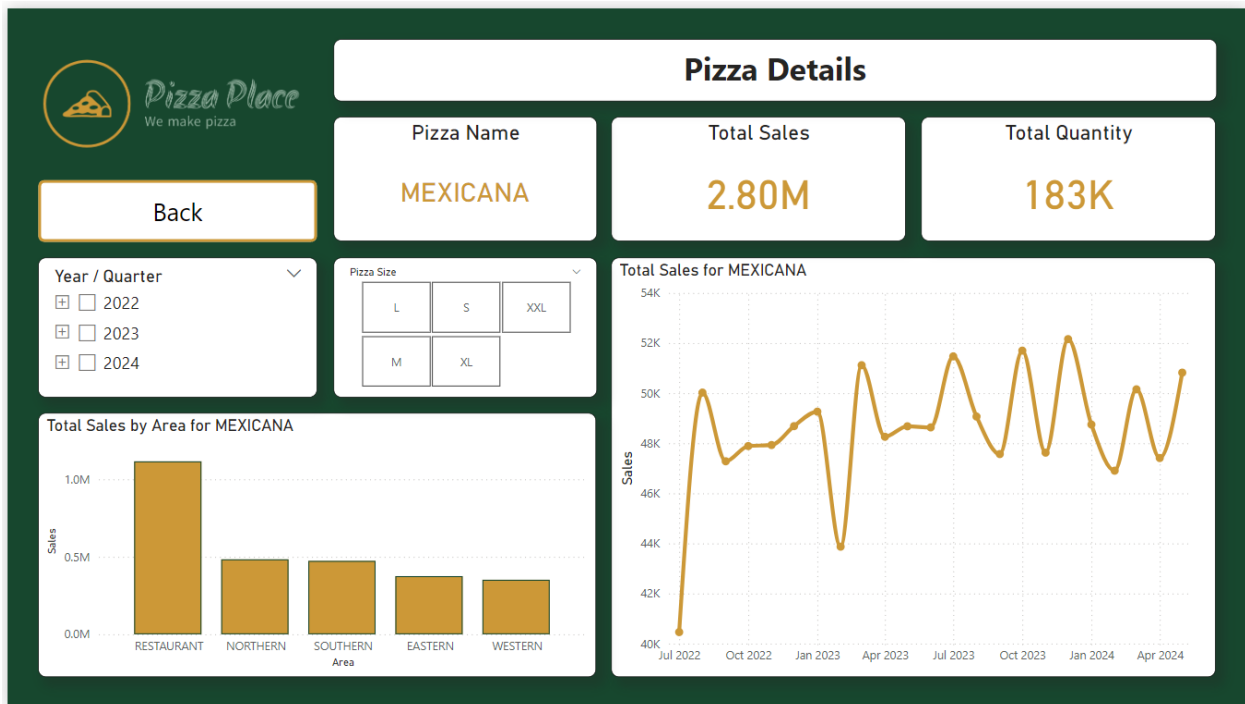 Pizza Details
Pizza Place
We make pizza
Back
Pizza Name
MEXICANA
Total Sales
2.80M
Total Quantity
183K
Year / Quarter
2022
2023
2024
Pizza Size
L
S
XXL
M
XL
Total Sales by Area for MEXICANA
Sales
1.0M
0.5M
0.0M
RESTAURANT NORTHERN SOUTHERN EASTERN WESTERN
Area
Total Sales for MEXICANA
Sales
54K
52K
50K
48K
46K
44K
42K
40K
Jul 2022 Oct 2022 Jan 2023 Apr 2023 Jul 2023 Oct 2023 Jan 2024 Apr 2024